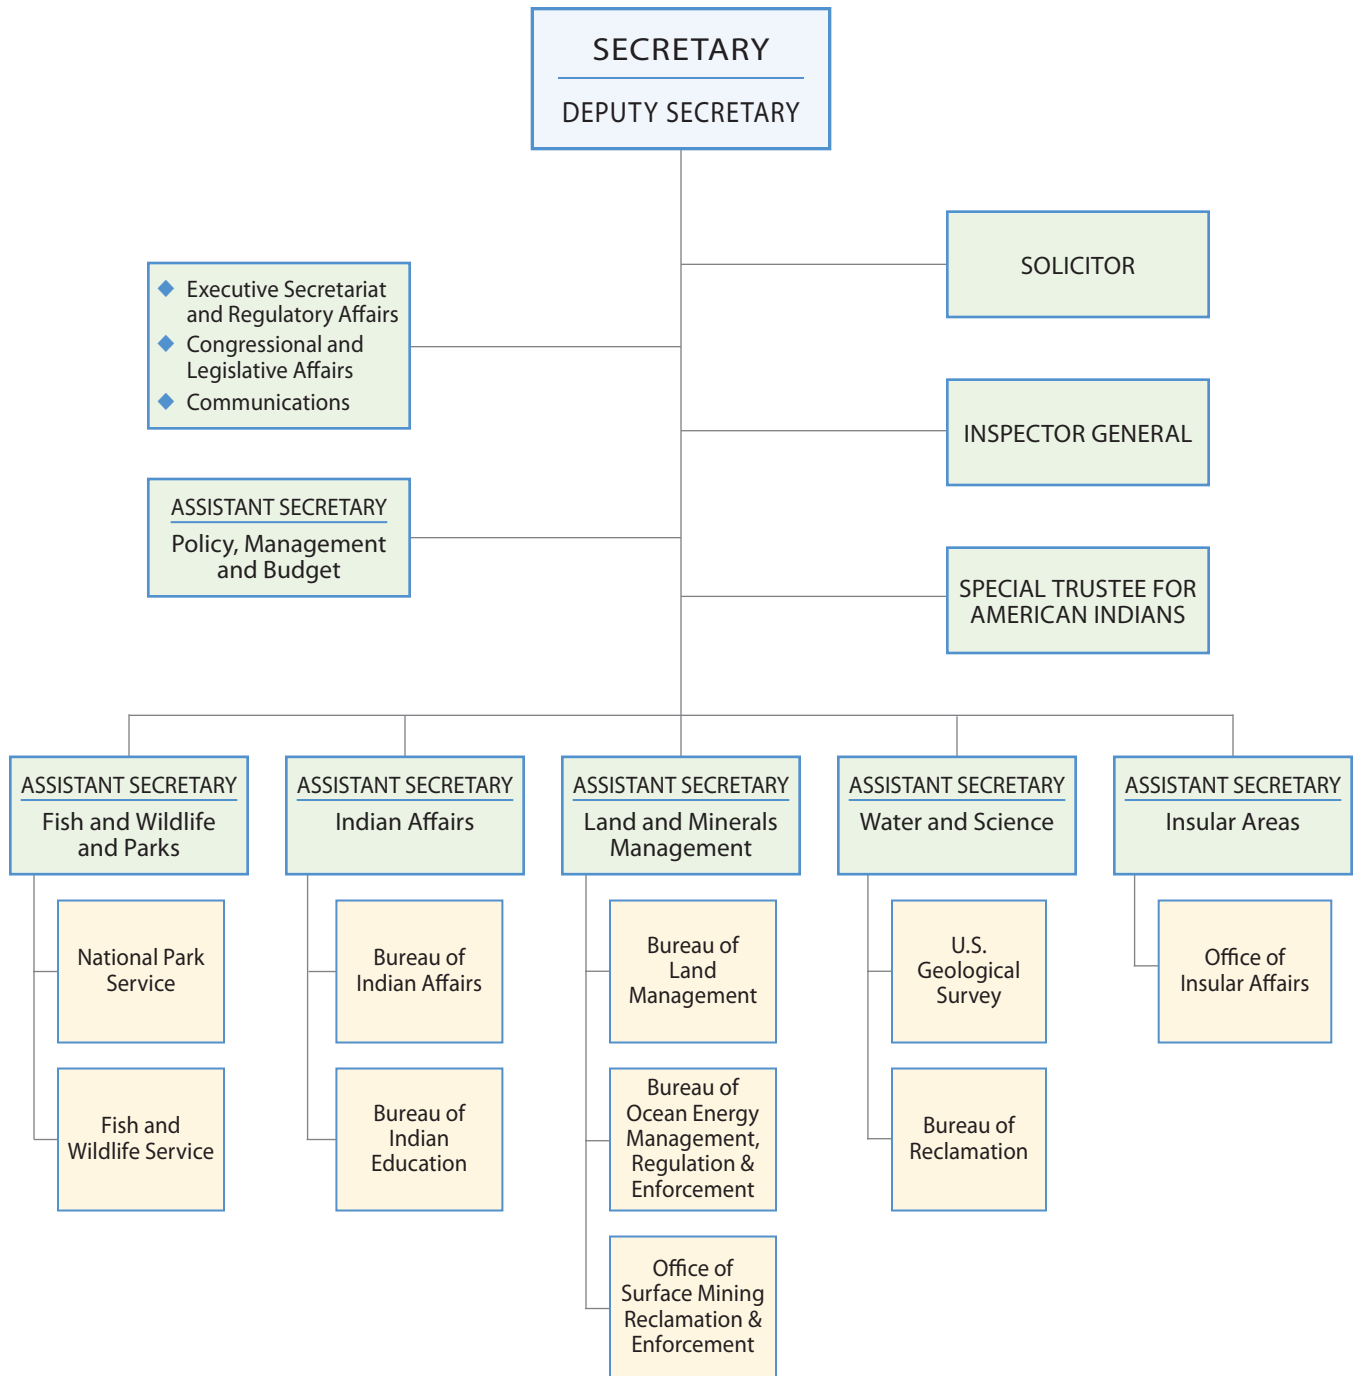 SECRETARY
DEPUTY SECRETARY
SOLICITOR
◆ Executive Secretariat
and Regulatory Affairs
◆ Congressional and
Legislative Affairs
◆ Communications
INSPECTOR GENERAL
ASSISTANT SECRETARY
Policy, Management
and Budget
SPECIAL TRUSTEE FOR
AMERICAN INDIANS
ASSISTANT SECRETARY
Fish and Wildlife
and Parks
National Park
Service
Fish and
Wildlife Service
ASSISTANT SECRETARY
Indian Affairs
Bureau of
Indian Affairs
Bureau of
Indian
Education
ASSISTANT SECRETARY
Land and Minerals
Management
Bureau of
Land
Management
Bureau of
Ocean Energy
Management,
Regulation &
Enforcement
Office of
Surface Mining
Reclamation &
Enforcement
ASSISTANT SECRETARY
Water and Science
U.S.
Geological
Survey
Bureau of
Reclamation
ASSISTANT SECRETARY
Insular Areas
Office of
Insular Affairs